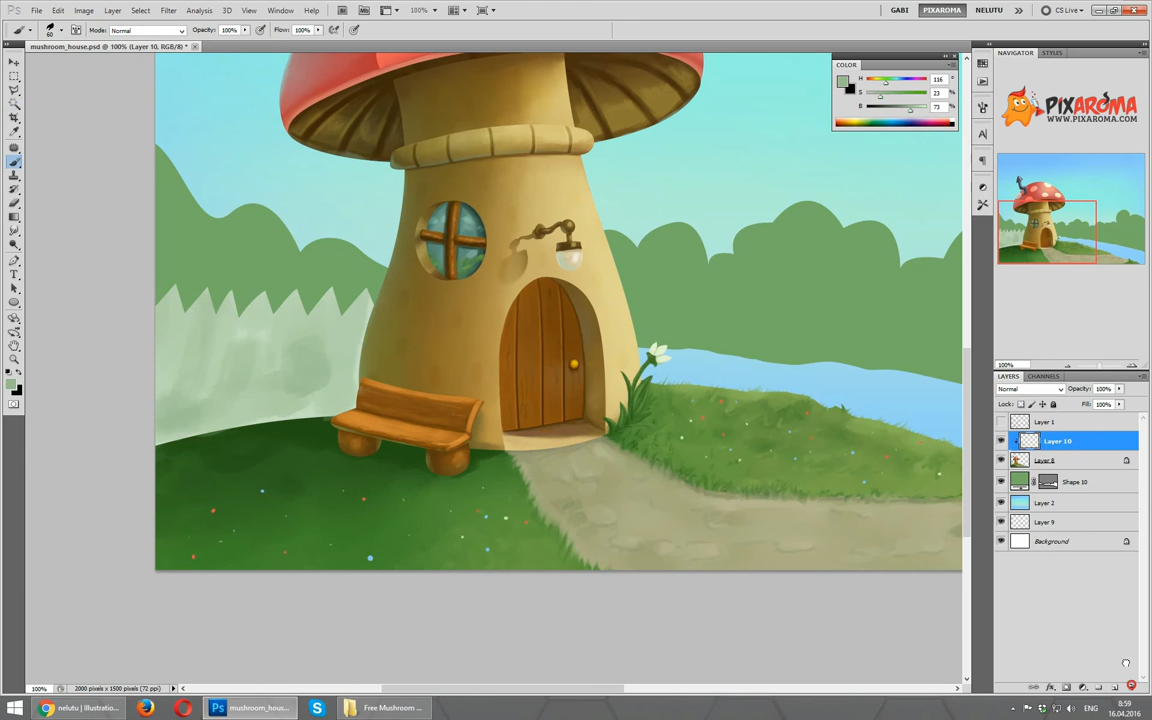 Ps File Edit Image Layer Select Filter Analysis 3D View Window Help 100% GABI PIXAROMA NELUTU CS Live
60 Mode: Normal Opacity: 100% Flow: 100%
mushroom_house.psd @ 100% (Layer 10, RGB/8) *
COLOR
H 116 °
S 23 %
B 73 %
NAVIGATOR STYLES
PIXAROMA
WWW.PIXAROMA.COM
100%
LAYERS CHANNELS
Normal Opacity: 100%
Lock: Fill: 100%
Layer 1
Layer 10
Layer 8
Shape 10
Layer 2
Layer 9
Background
100% 2000 pixels x 1500 pixels (72 ppi)
nelutu | Illustratio... mushroom_hous... Free Mushroom ... ENG 8:59
16.04.2016